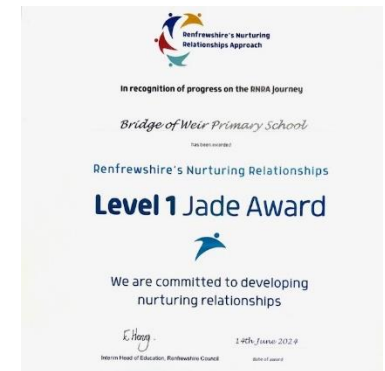 Renfrewshire's Nurturing
Relationships Approach
In recognition of progress on the RNRA journey
Bridge of Weir Primary School
has been awarded
Renfrewshire's Nurturing Relationships
Level 1 Jade Award
We are committed to developing
nurturing relationships
14th June 2024
Interim Head of Education, Renfrewshire Council
date of award